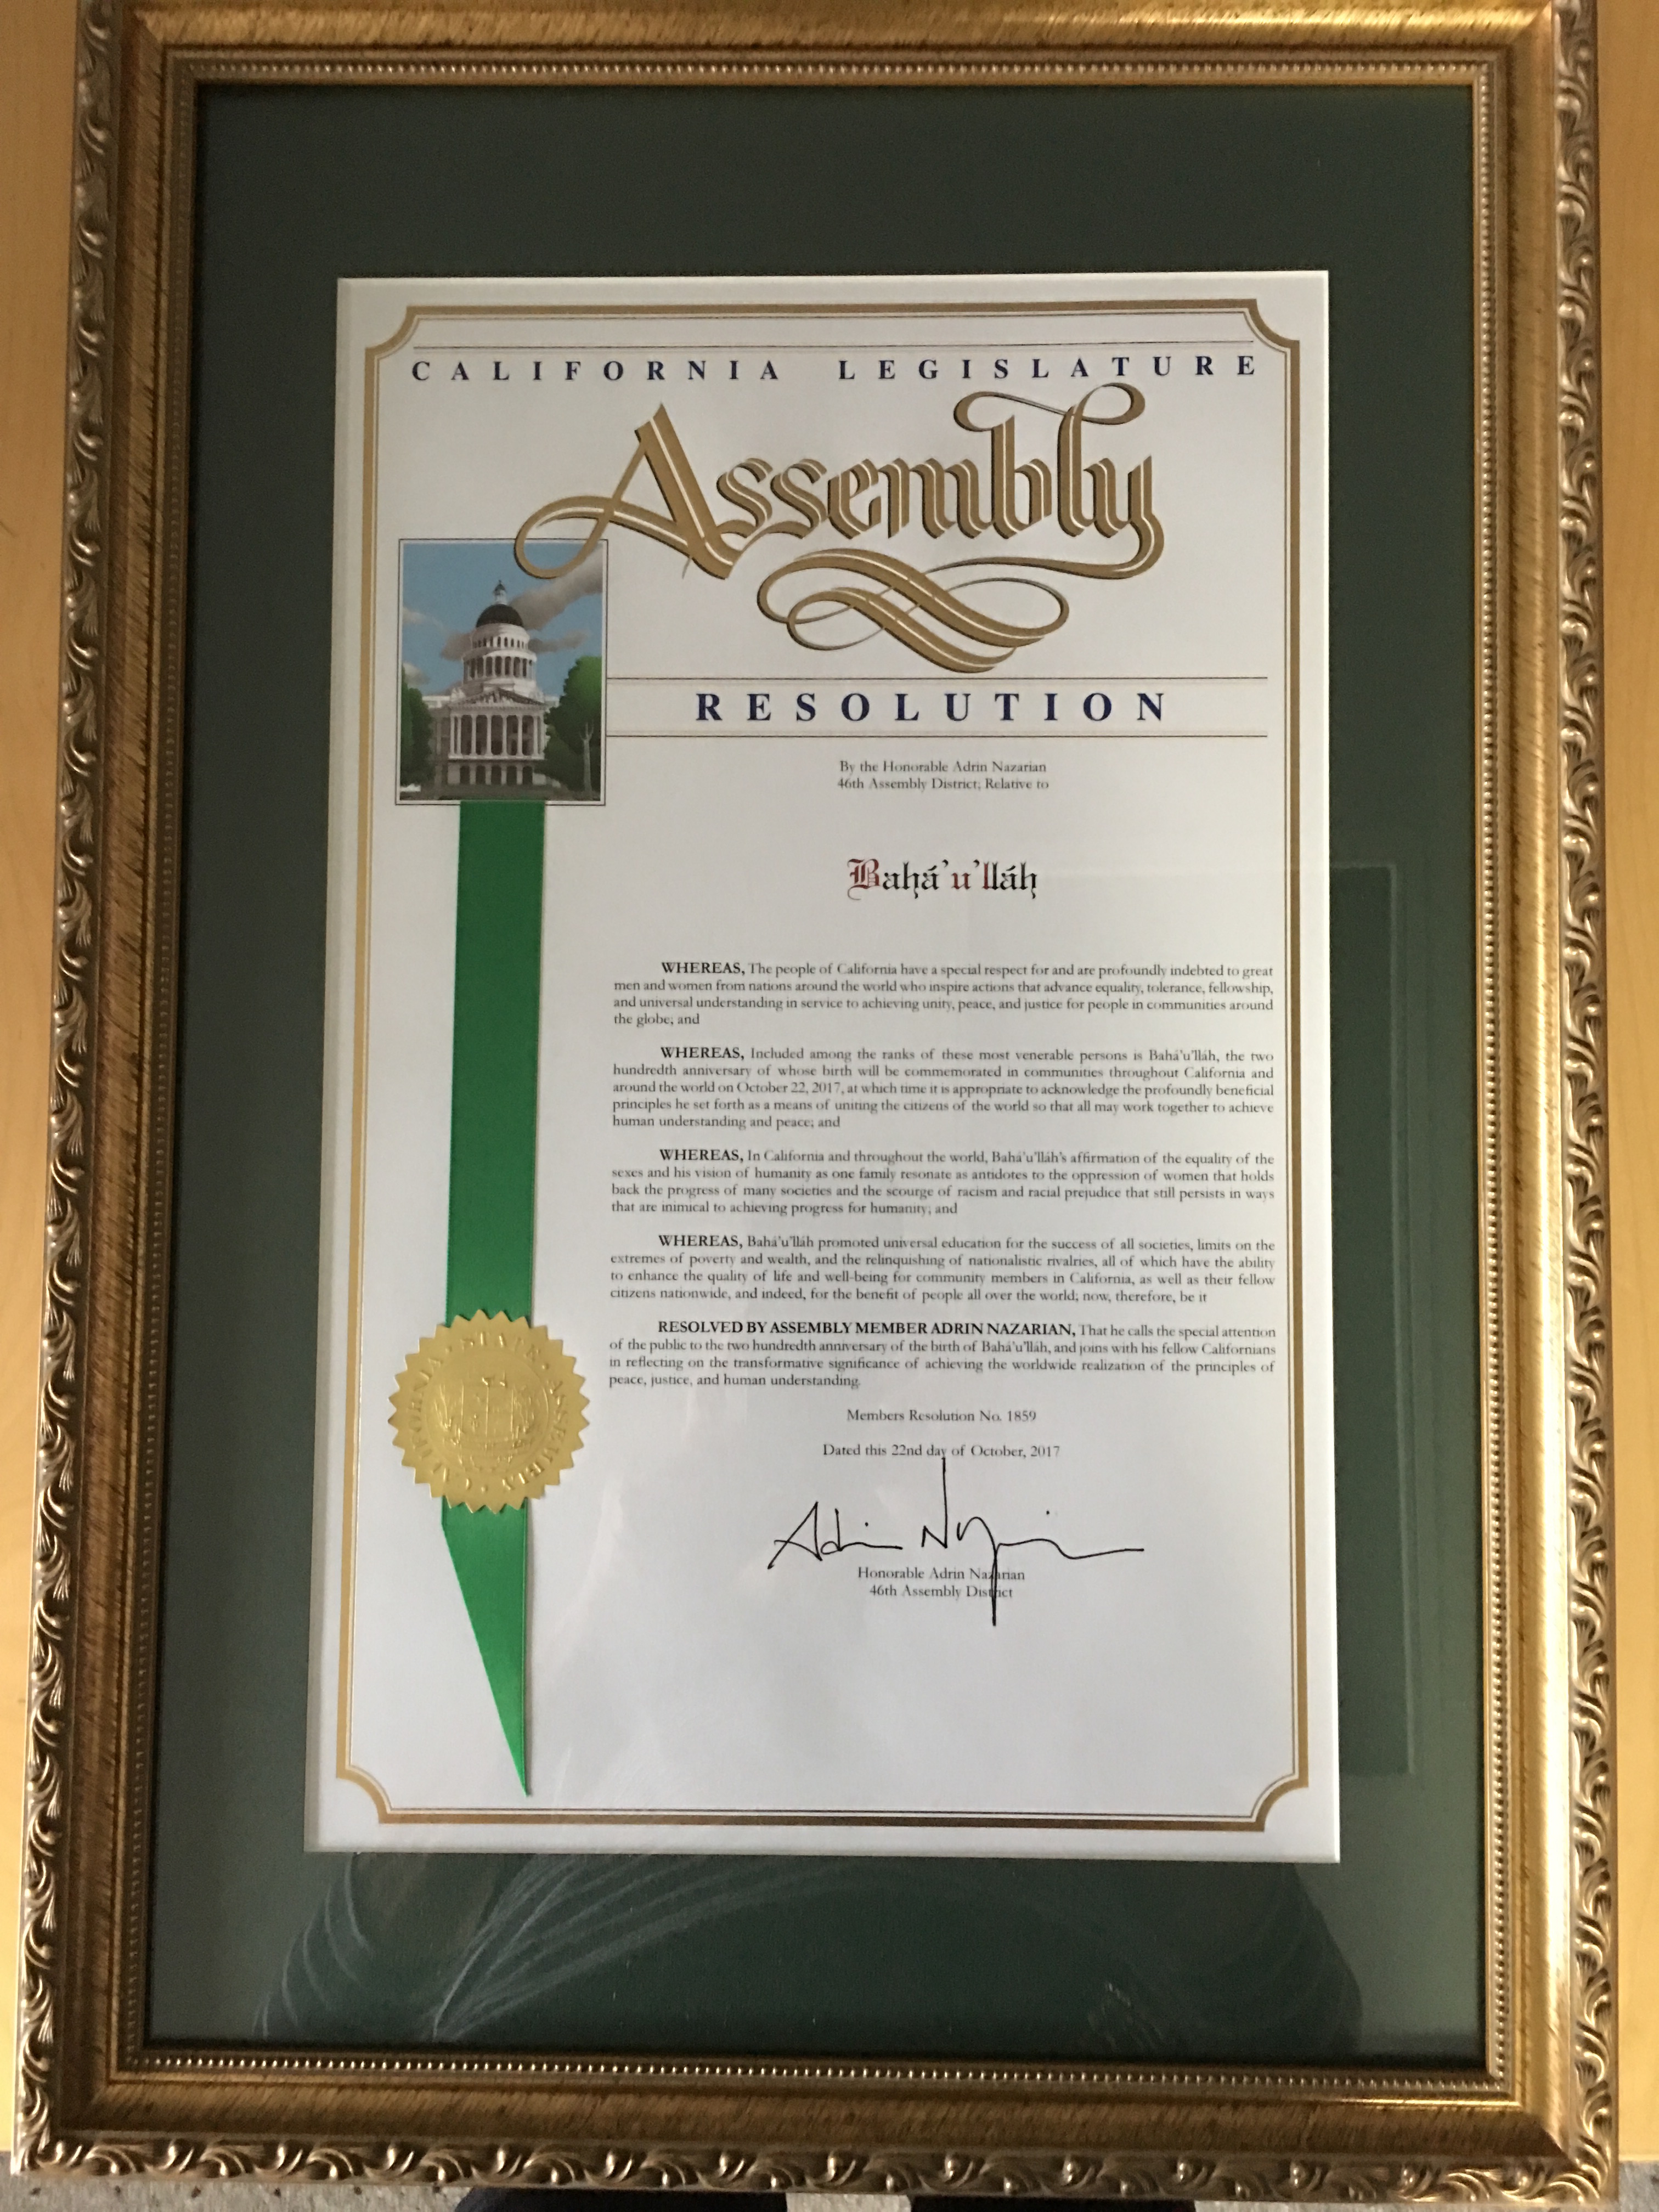 CALIFORNIA LEGISLATURE
Assembly
RESOLUTION
By the Honorable Adrin Nazarian
46th Assembly District; Relative to
Bahá'u'lláh
WHEREAS, The people of California have a special respect for and are profoundly indebted to great
men and women from nations around the world who inspire actions that advance equality, tolerance, fellowship,
and universal understanding in service to achieving unity, peace, and justice for people in communities around
the globe; and
WHEREAS, Included among the ranks of these most venerable persons is Bahá'u'lláh, the two
hundredth anniversary of whose birth will be commemorated in communities throughout California and
around the world on October 22, 2017, at which time it is appropriate to acknowledge the profoundly beneficial
principles he set forth as a means of uniting the citizens of the world so that all may work together to achieve
human understanding and peace; and
WHEREAS, In California and throughout the world, Bahá'u'lláh's affirmation of the equality of the
sexes and his vision of humanity as one family resonate as antidotes to the oppression of women that holds
back the progress of many societies and the scourge of racism and racial prejudice that still persists in ways
that are inimical to achieving progress for humanity; and
WHEREAS, Bahá'u'lláh promoted universal education for the success of all societies, limits on the
extremes of poverty and wealth, and the relinquishing of nationalistic rivalries, all of which have the ability
to enhance the quality of life and well-being for community members in California, as well as their fellow
citizens nationwide, and indeed, for the benefit of people all over the world; now, therefore, be it
RESOLVED BY ASSEMBLY MEMBER ADRIN NAZARIAN, That he calls the special attention
of the public to the two hundredth anniversary of the birth of Bahá'u'lláh, and joins with his fellow Californians
in reflecting on the transformative significance of achieving the worldwide realization of the principles of
peace, justice, and human understanding.
Members Resolution No. 1859
Dated this 22nd day of October, 2017
Honorable Adrin Nazarian
46th Assembly District
CALIFORNIA STATE ASSEMBLY